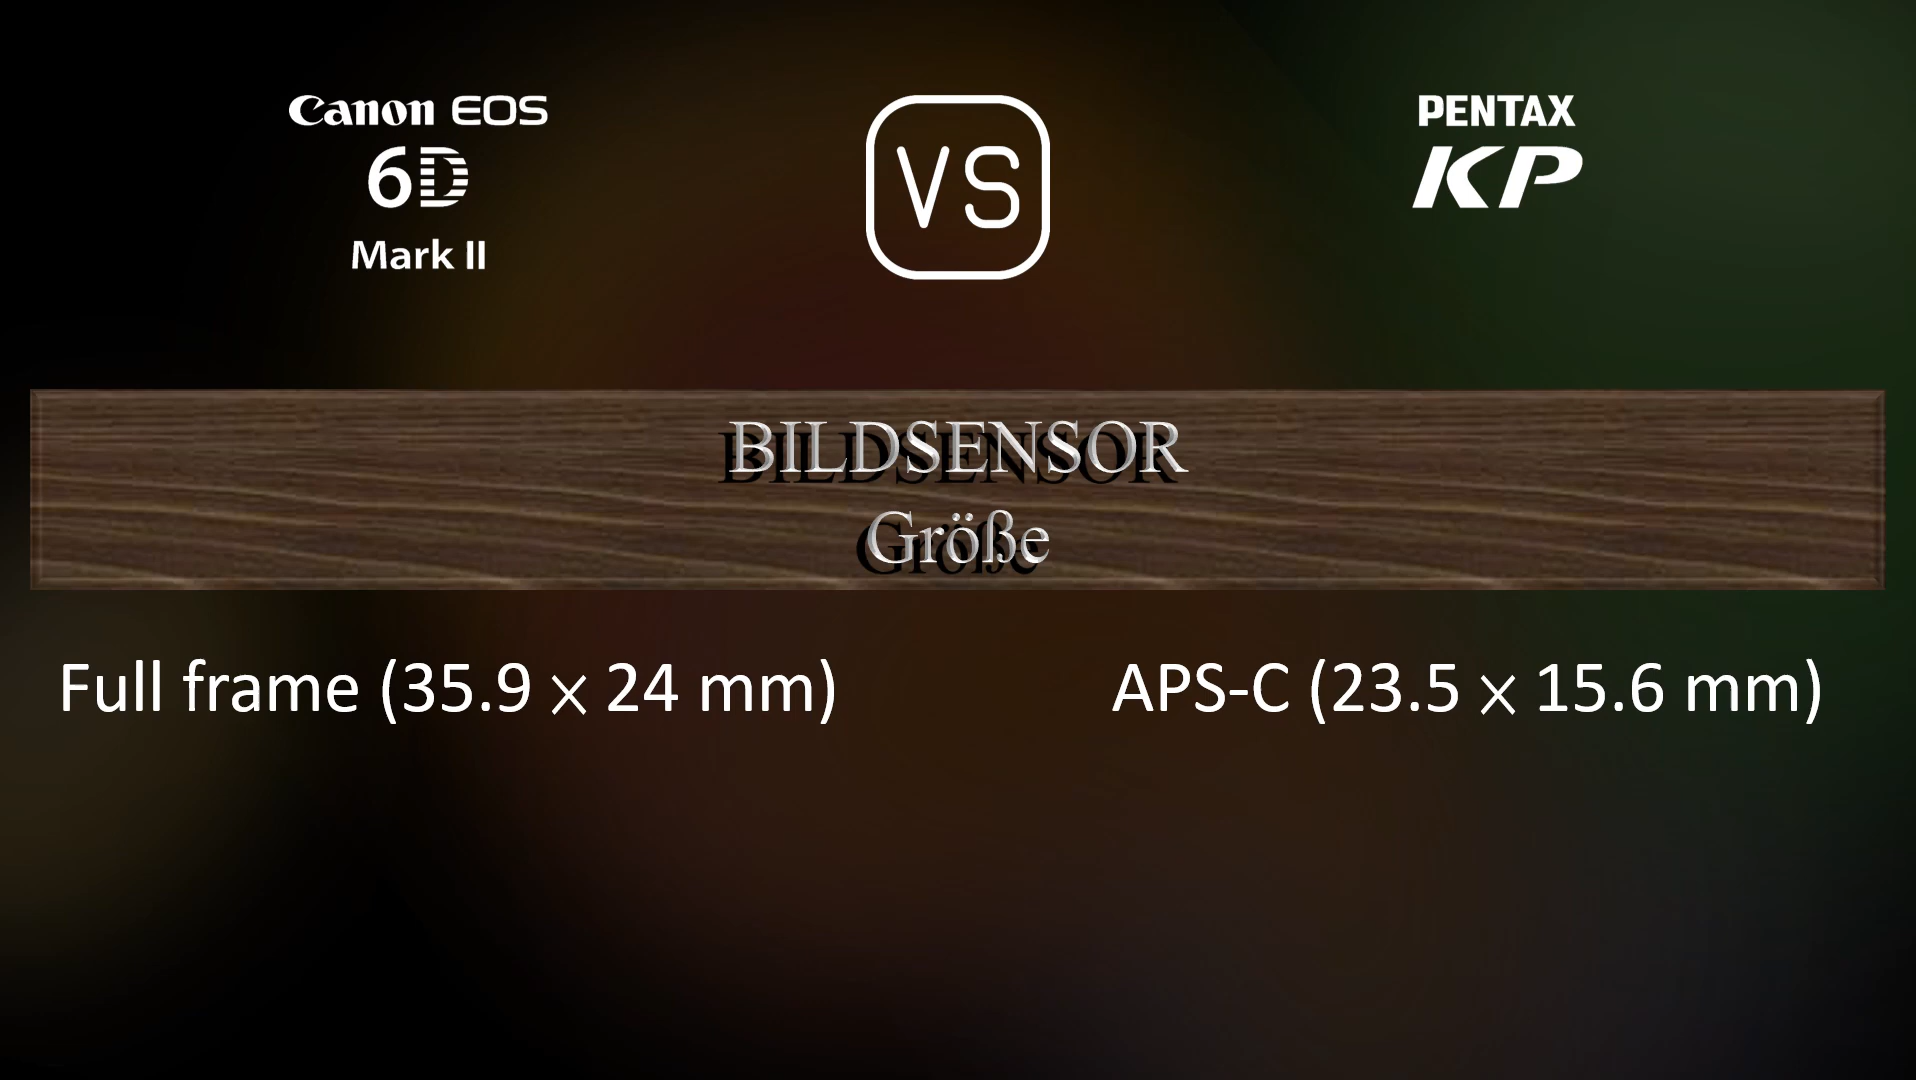 Canon EOS
6D
Mark II
VS
PENTAX
KP
BILDSENSOR
Größe
Full frame (35.9 x 24 mm)
APS-C (23.5 x 15.6 mm)